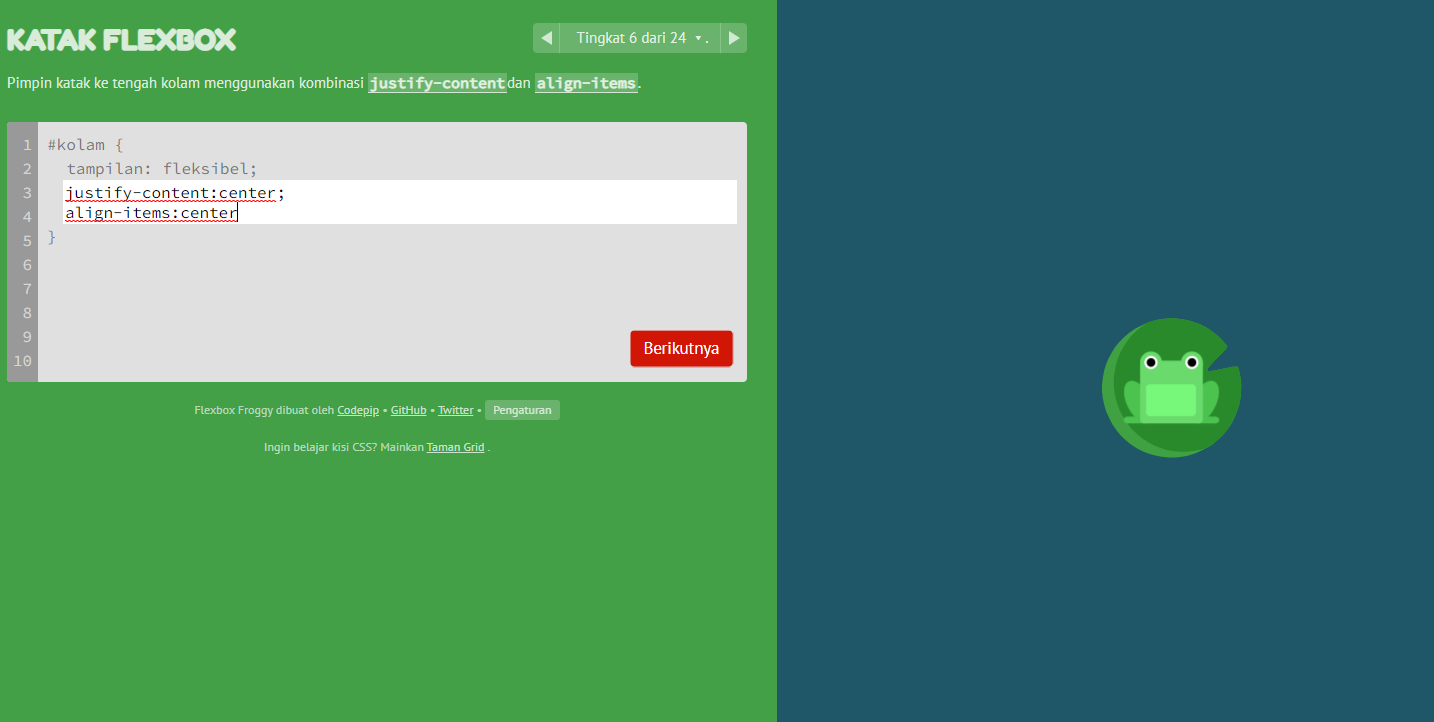 KATAK FLEXBOX
Tingkat 6 dari 24 ▾ .
Pimpin katak ke tengah kolam menggunakan kombinasi justify-content dan align-items.
1 #kolam {
2 tampilan: fleksibel;
3 justify-content:center;
4 align-items:center
5 }
6
7
8
9
10
Berikutnya
Flexbox Froggy dibuat oleh Codepip • GitHub • Twitter • Pengaturan
Ingin belajar kisi CSS? Mainkan Taman Grid .